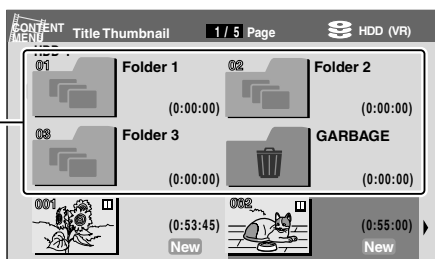 CONTENT MENU Title Thumbnail 1 / 5 Page HDD (VR)
01 Folder 1 (0:00:00)
02 Folder 2 (0:00:00)
03 Folder 3 (0:00:00)
GARBAGE (0:00:00)
001 (0:53:45) New
002 (0:55:00) New